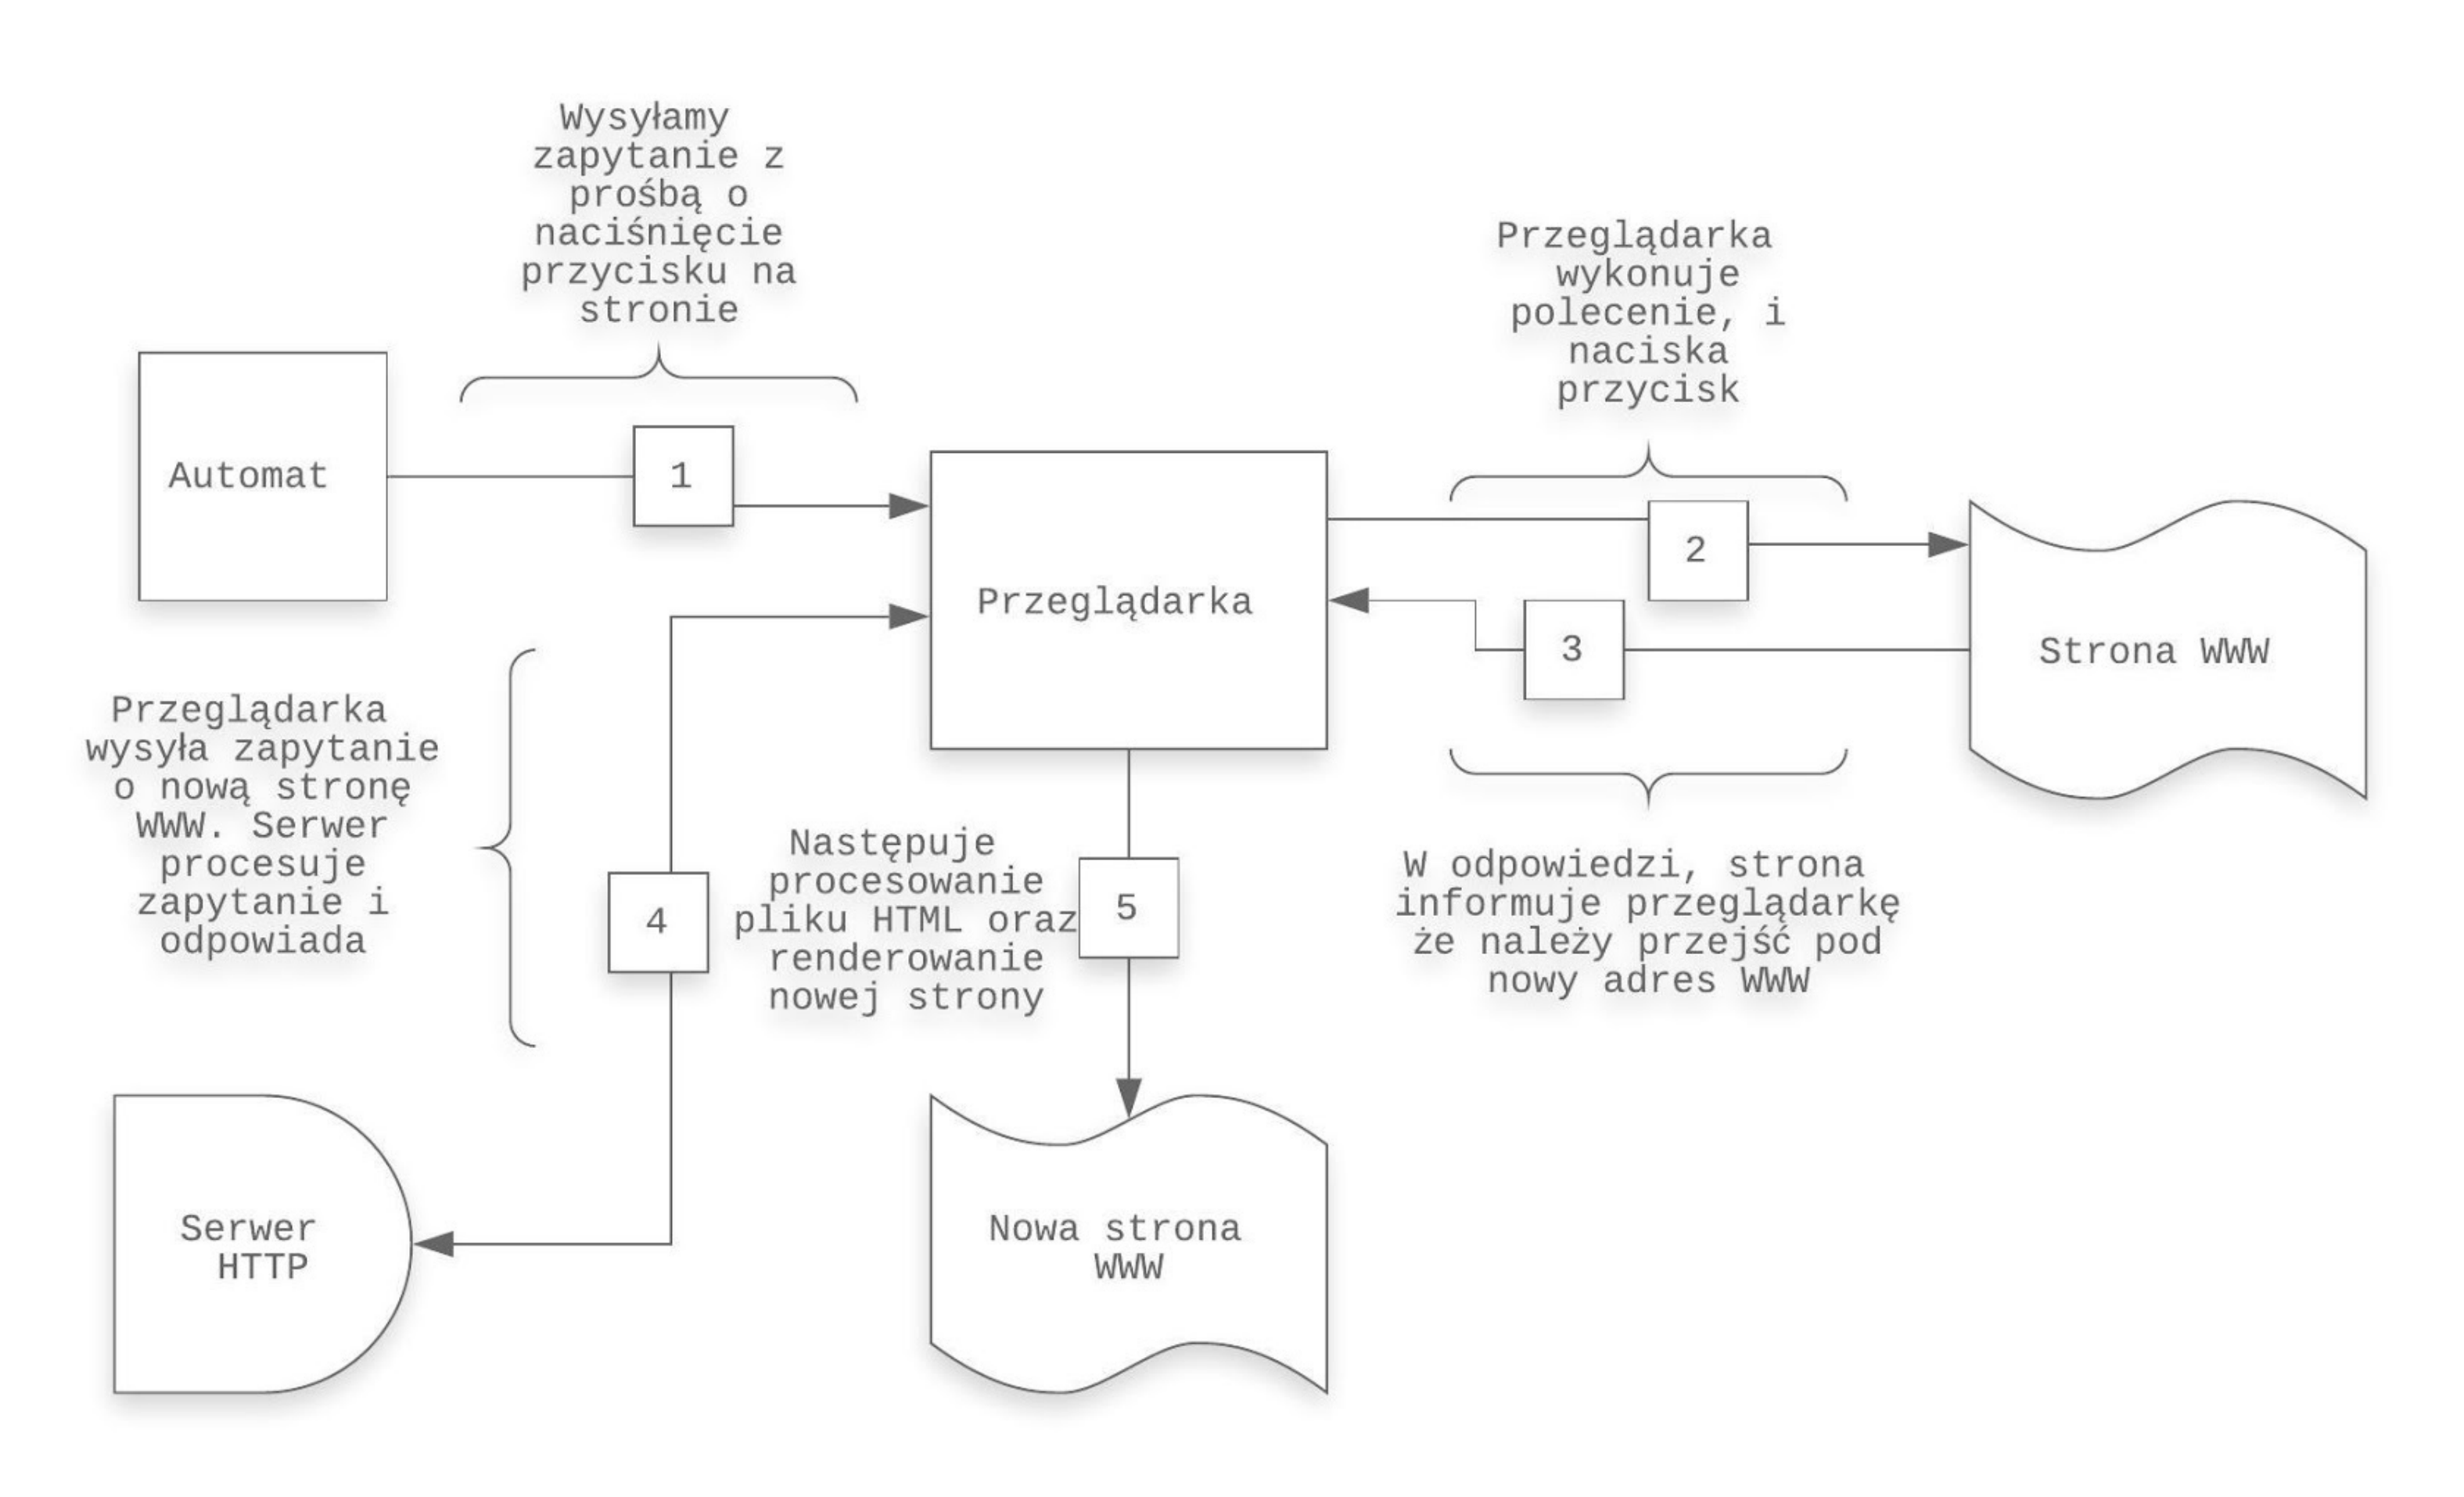 Wysyłamy
zapytanie z
prośbą o
naciśnięcie
przycisku na
stronie
Przeglądarka
wykonuje
polecenie, i
naciska
przycisk
Automat
1
2
Przeglądarka
3
Strona WWW
Przeglądarka
wysyła zapytanie
o nową stronę
WWW. Serwer
procesuje
zapytanie i
odpowiada
4
Następuje
procesowanie
pliku HTML oraz
renderowanie
nowej strony
5
W odpowiedzi, strona
informuje przeglądarkę
że należy przejść pod
nowy adres WWW
Serwer
HTTP
Nowa strona
WWW